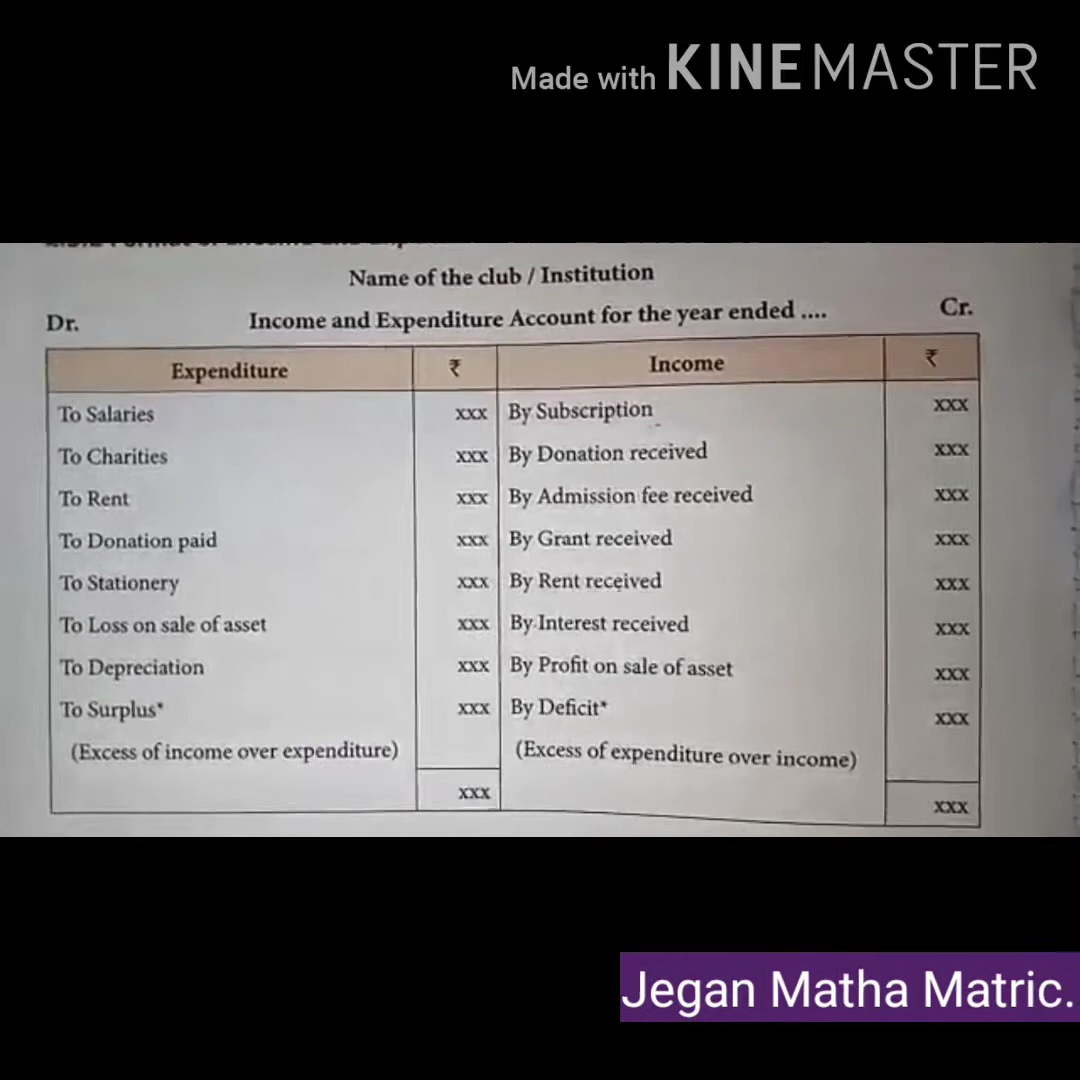 Made with KINEMASTER
Name of the club / Institution
Dr. Income and Expenditure Account for the year ended .... Cr.
Expenditure ₹ Income ₹
To Salaries xxx By Subscription xxx
To Charities xxx By Donation received xxx
To Rent xxx By Admission fee received xxx
To Donation paid xxx By Grant received xxx
To Stationery xxx By Rent received xxx
To Loss on sale of asset xxx By Interest received xxx
To Depreciation xxx By Profit on sale of asset xxx
To Surplus* xxx By Deficit* xxx
(Excess of income over expenditure) (Excess of expenditure over income)
xxx xxx
Jegan Matha Matric.